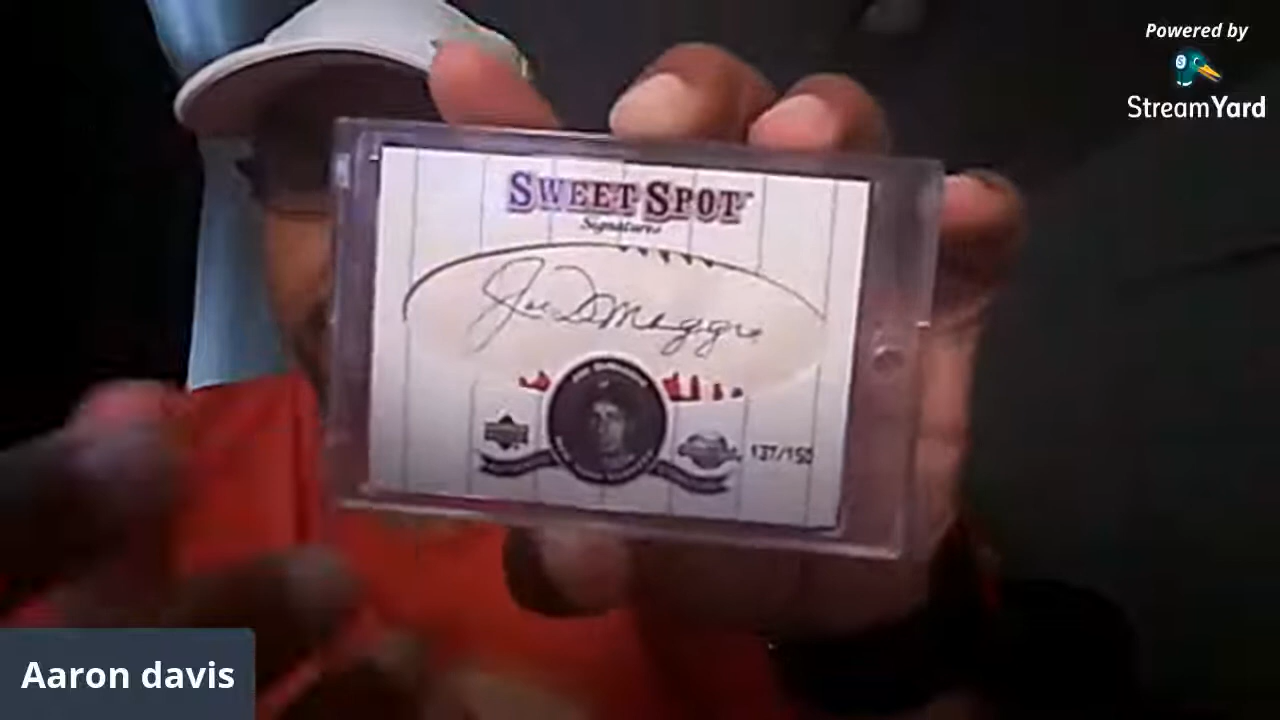 Powered by
StreamYard
SWEET SPOT
Signatures
Joe DiMaggio
137/150
Aaron davis